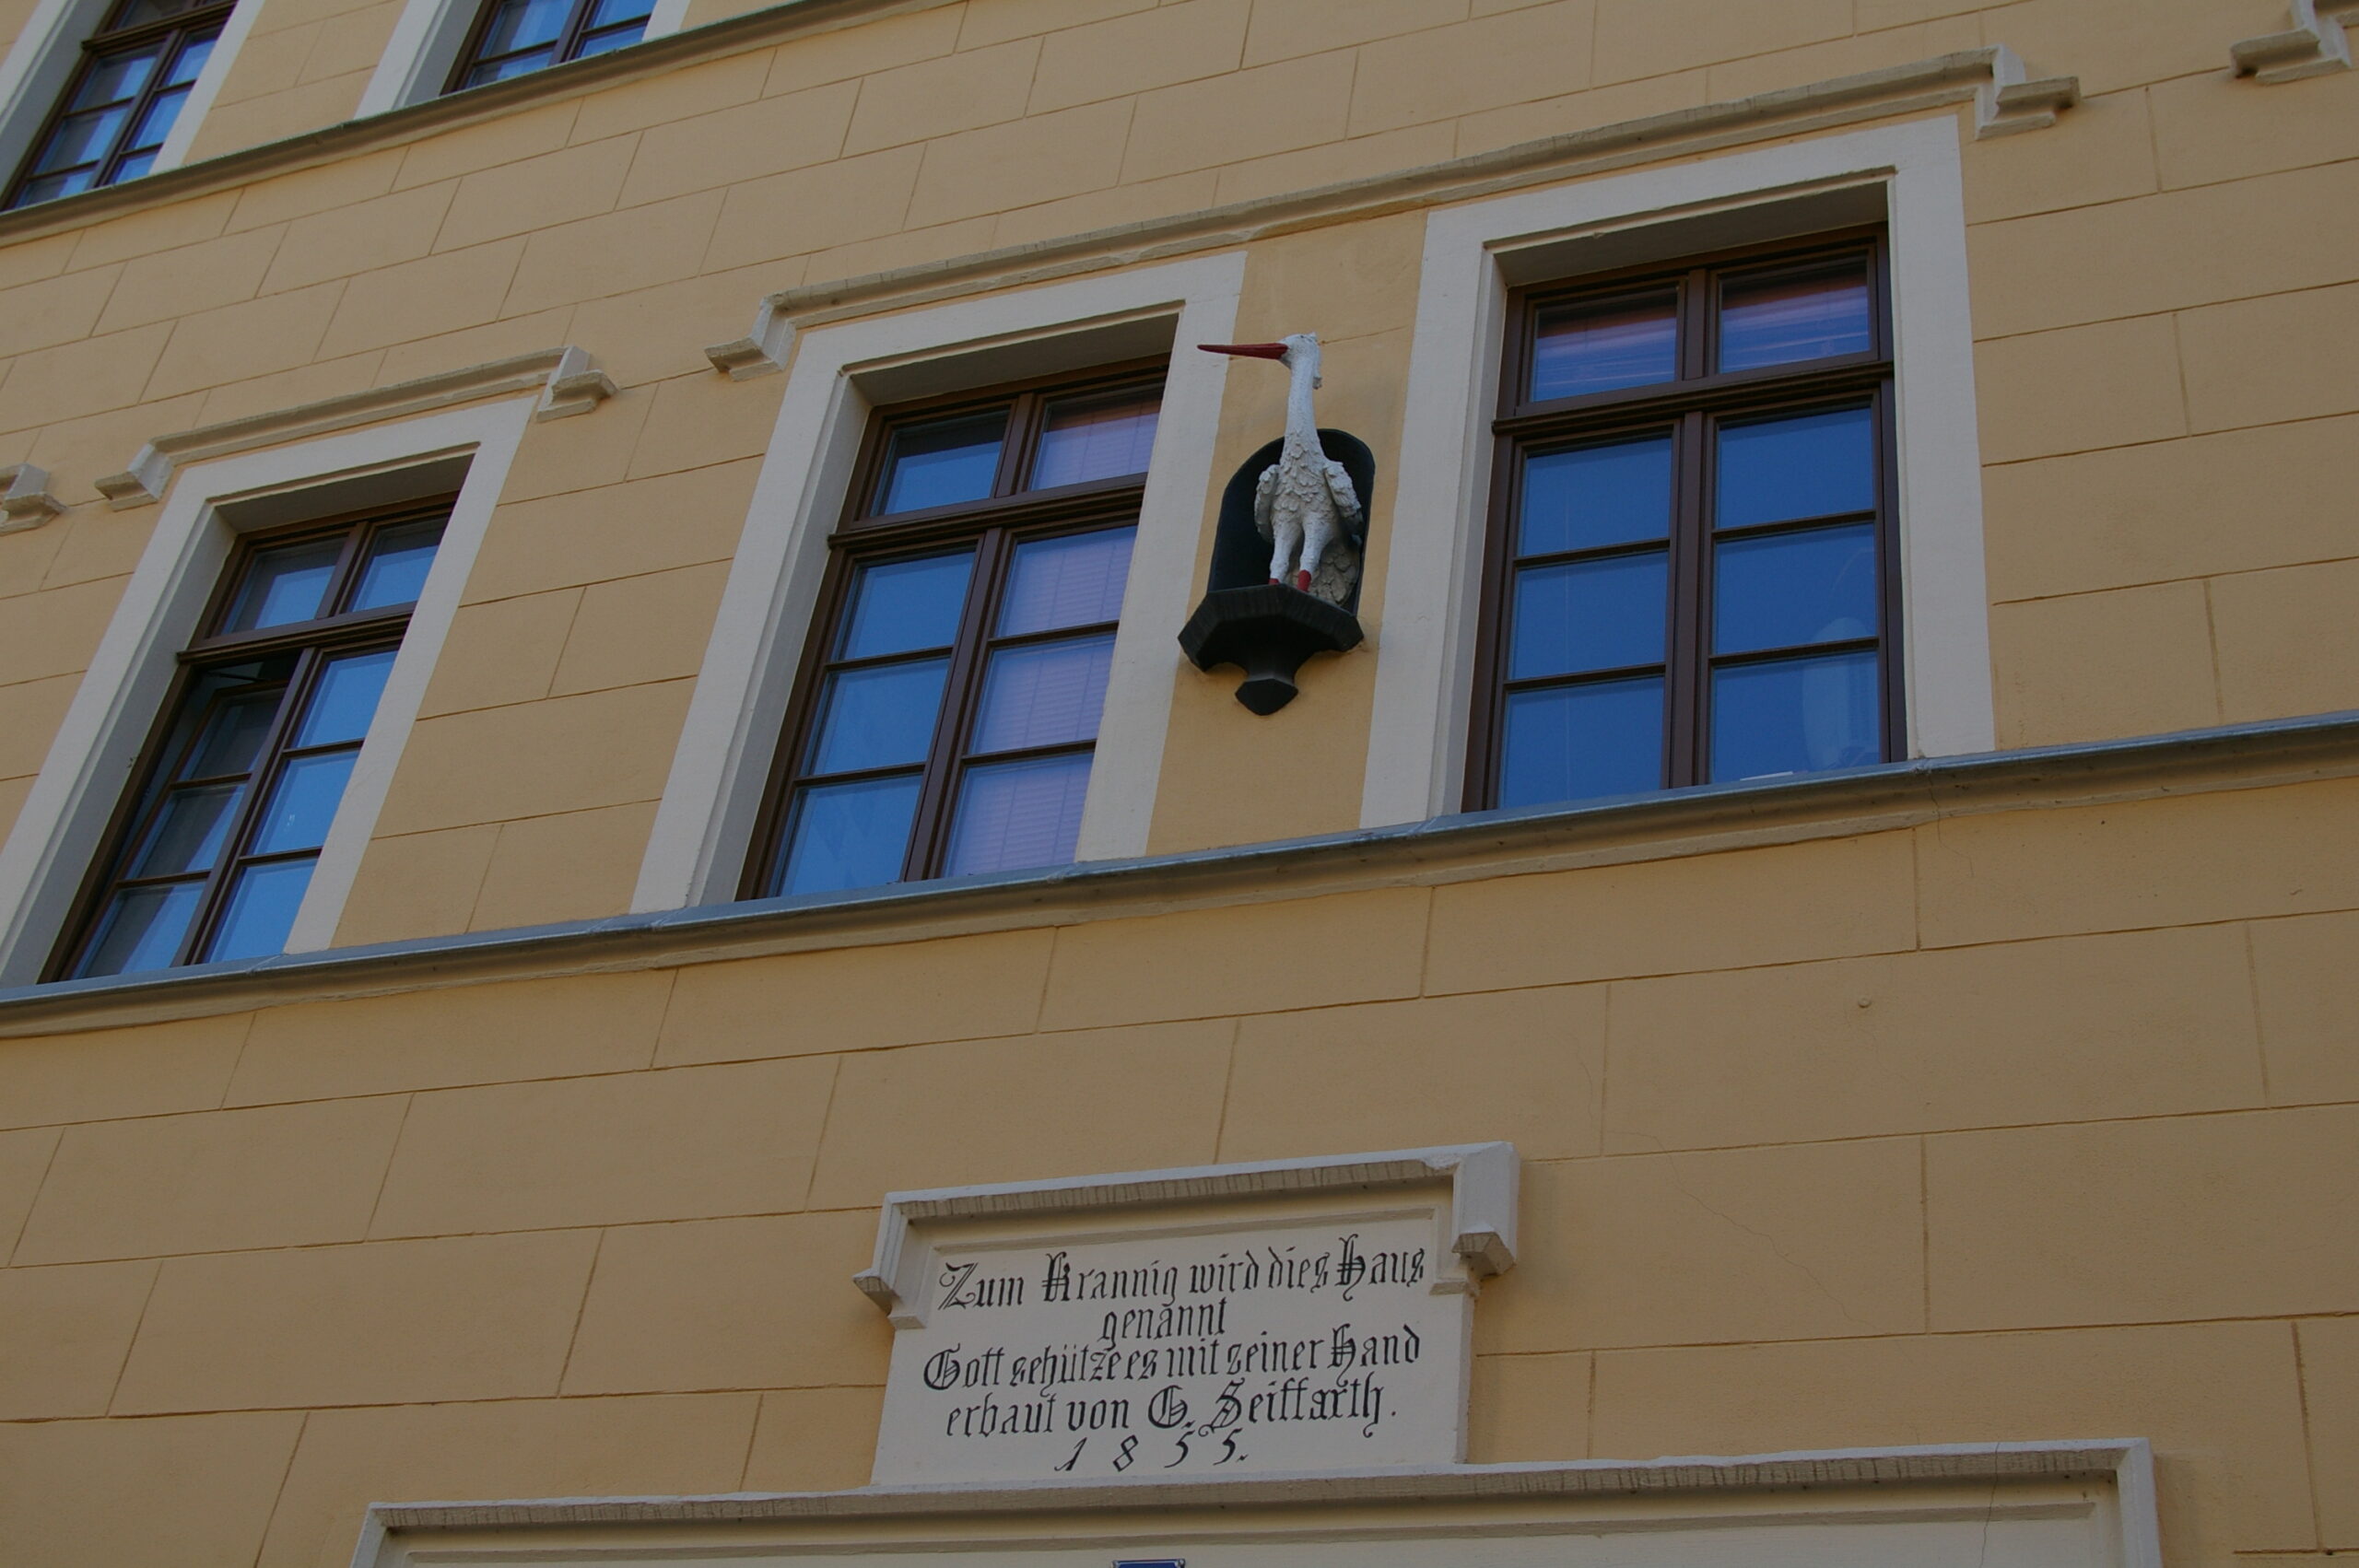 Zum Krannig wird dies Haus
genannt
Gott schütze es mit seiner Hand
erbaut von G. Seiffarth.
1855.